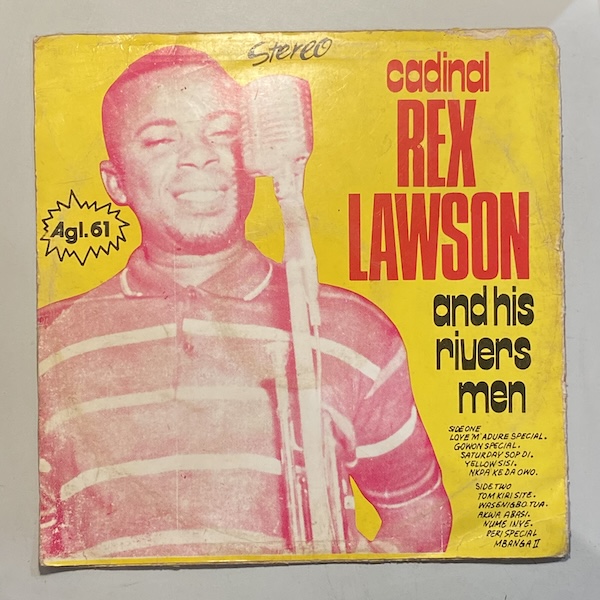 Stereo
cadinal
REX
LAWSON
and his
rivers
men
Agl.61
SIDE ONE
LOVE 'M' ADURE SPECIAL.
GOWON SPECIAL.
SATURDAY SOP DI.
YELLOW SISI.
NKPA KE DA OWO.
SIDE TWO
TOM KIRI SITE.
WASENIGBO TUA.
AKWA ABASI.
NUME INYE.
PERI SPECIAL
MBANGA II